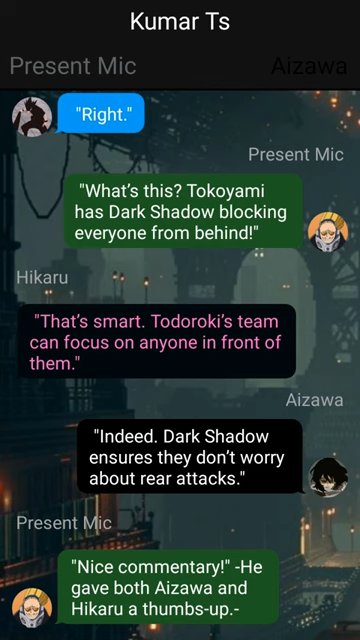 Kumar Ts
Present Mic
Aizawa
"Right."
Present Mic
"What's this? Tokoyami
has Dark Shadow blocking
everyone from behind!"
Hikaru
"That's smart. Todoroki's team
can focus on anyone in front of
them."
Aizawa
"Indeed. Dark Shadow
ensures they don't worry
about rear attacks."
Present Mic
"Nice commentary!" -He
gave both Aizawa and
Hikaru a thumbs-up.-